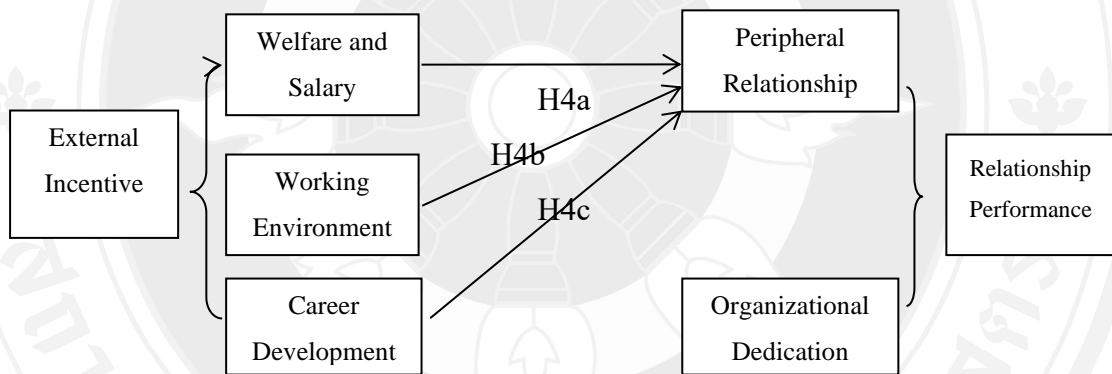 Welfare and
Salary
Peripheral
Relationship
H4a
External
Incentive
H4b
Working
Environment
Relationship
Performance
H4c
Career
Development
Organizational
Dedication